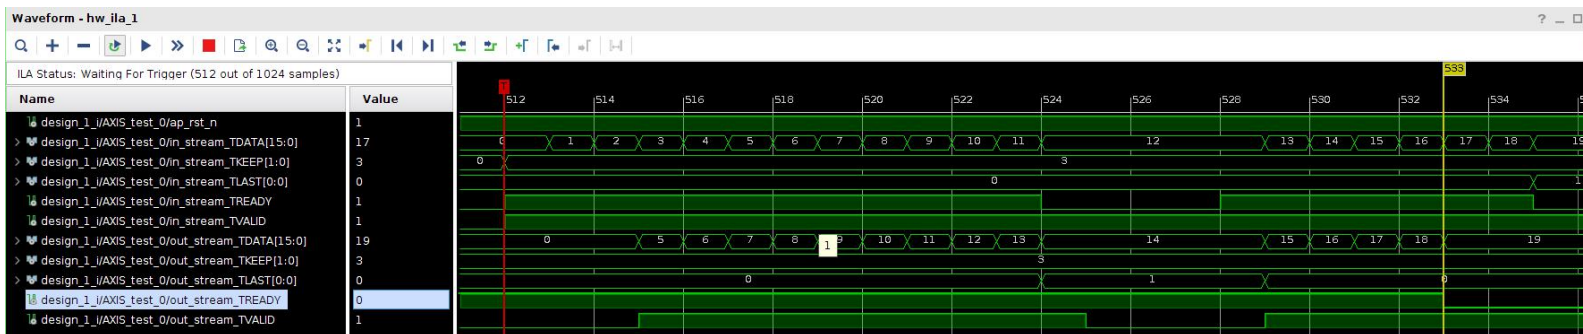 Waveform - hw_ila_1
? _ □
ILA Status: Waiting For Trigger (512 out of 1024 samples)
Name Value
533
T
512 514 516 518 520 522 524 526 528 530 532 534
design_1_i/AXIS_test_0/ap_rst_n 1
design_1_i/AXIS_test_0/in_stream_TDATA[15:0] 17 0 1 2 3 4 5 6 7 8 9 10 11 12 13 14 15 16 17 18 19
design_1_i/AXIS_test_0/in_stream_TKEEP[1:0] 3 0 3
design_1_i/AXIS_test_0/in_stream_TLAST[0:0] 0 0 1
design_1_i/AXIS_test_0/in_stream_TREADY 1
design_1_i/AXIS_test_0/in_stream_TVALID 1
design_1_i/AXIS_test_0/out_stream_TDATA[15:0] 19 0 5 6 7 8 1 9 10 11 12 13 14 15 16 17 18 19
design_1_i/AXIS_test_0/out_stream_TKEEP[1:0] 3 3
design_1_i/AXIS_test_0/out_stream_TLAST[0:0] 0 0 1 0
design_1_i/AXIS_test_0/out_stream_TREADY 0
design_1_i/AXIS_test_0/out_stream_TVALID 1